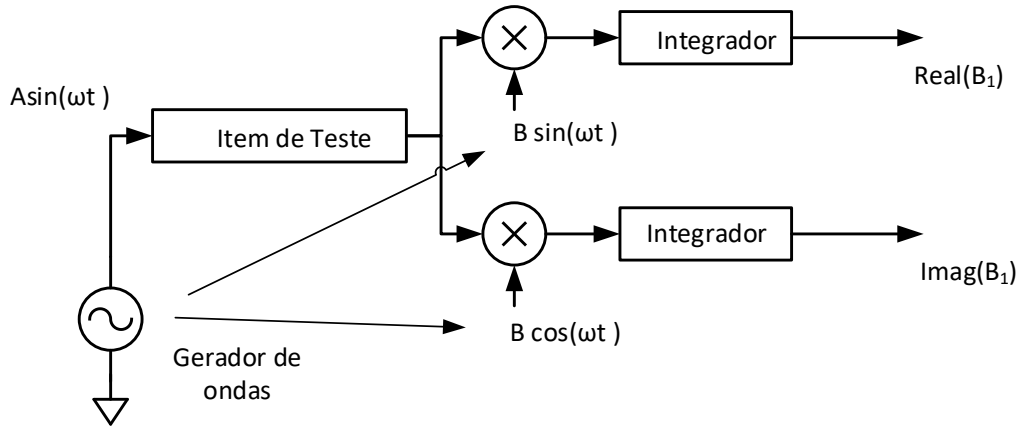 Integrador
Real(B₁)
Asin(ωt )
Item de Teste
B sin(ωt )
Integrador
Imag(B₁)
B cos(ωt )
Gerador de
ondas